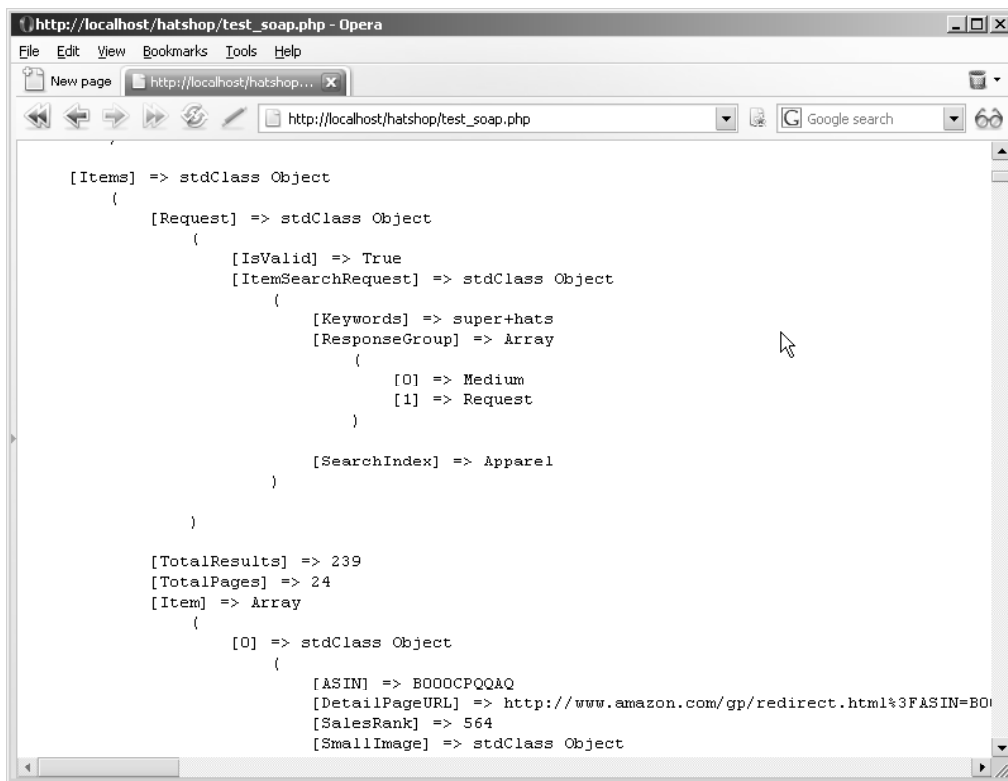 http://localhost/hatshop/test_soap.php - Opera
File Edit View Bookmarks Tools Help
New page http://localhost/hatshop...
http://localhost/hatshop/test_soap.php G Google search
[Items] => stdClass Object
(
[Request] => stdClass Object
(
[IsValid] => True
[ItemSearchRequest] => stdClass Object
(
[Keywords] => super+hats
[ResponseGroup] => Array
(
[0] => Medium
[1] => Request
)
[SearchIndex] => Apparel
)
)
[TotalResults] => 239
[TotalPages] => 24
[Item] => Array
(
[0] => stdClass Object
(
[ASIN] => B000CPQQAQ
[DetailPageURL] => http://www.amazon.com/gp/redirect.html%3FASIN=B0
[SalesRank] => 564
[SmallImage] => stdClass Object